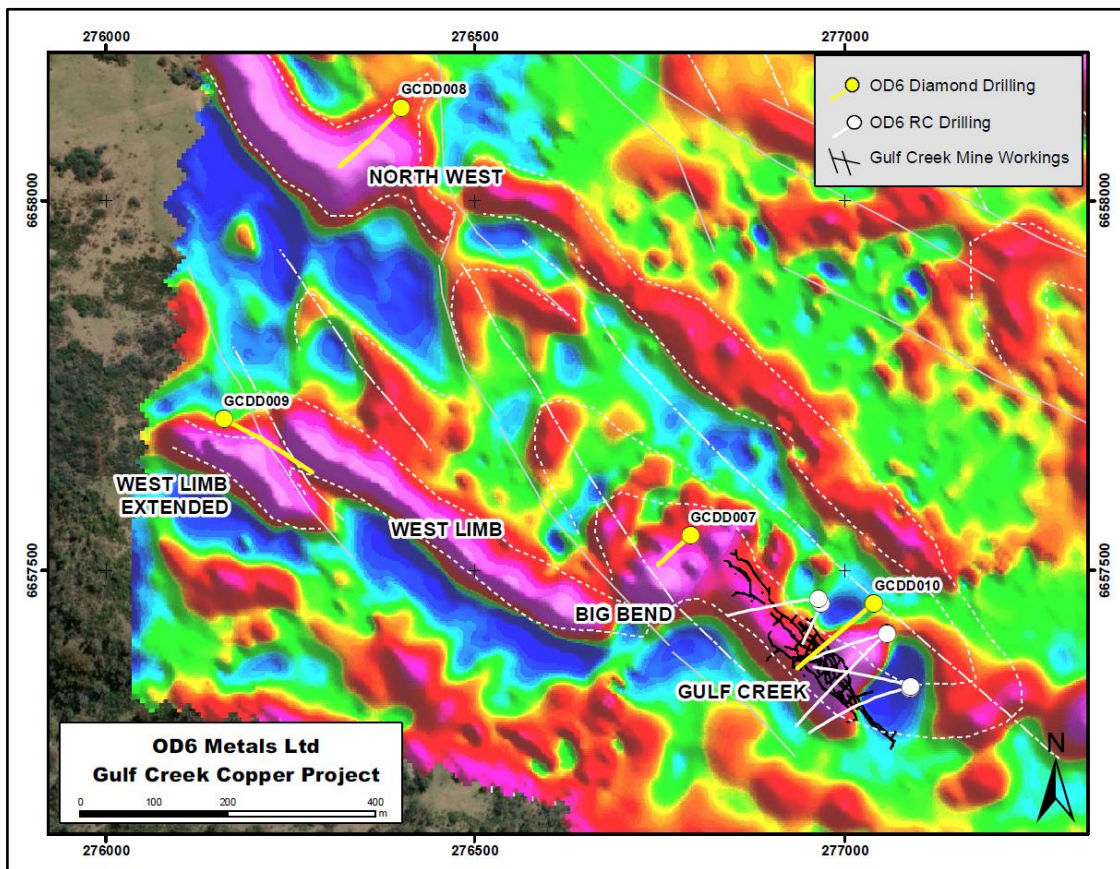 276000
276500
277000
OD6 Diamond Drilling
OD6 RC Drilling
Gulf Creek Mine Workings
GCDD008
NORTH WEST
6658000
6658000
GCDD009
WEST LIMB
EXTENDED
WEST LIMB
GCDD007
BIG BEND
GCDD010
GULF CREEK
6657500
6657500
OD6 Metals Ltd
Gulf Creek Copper Project
0 100 200 400
m
N
276000
276500
277000